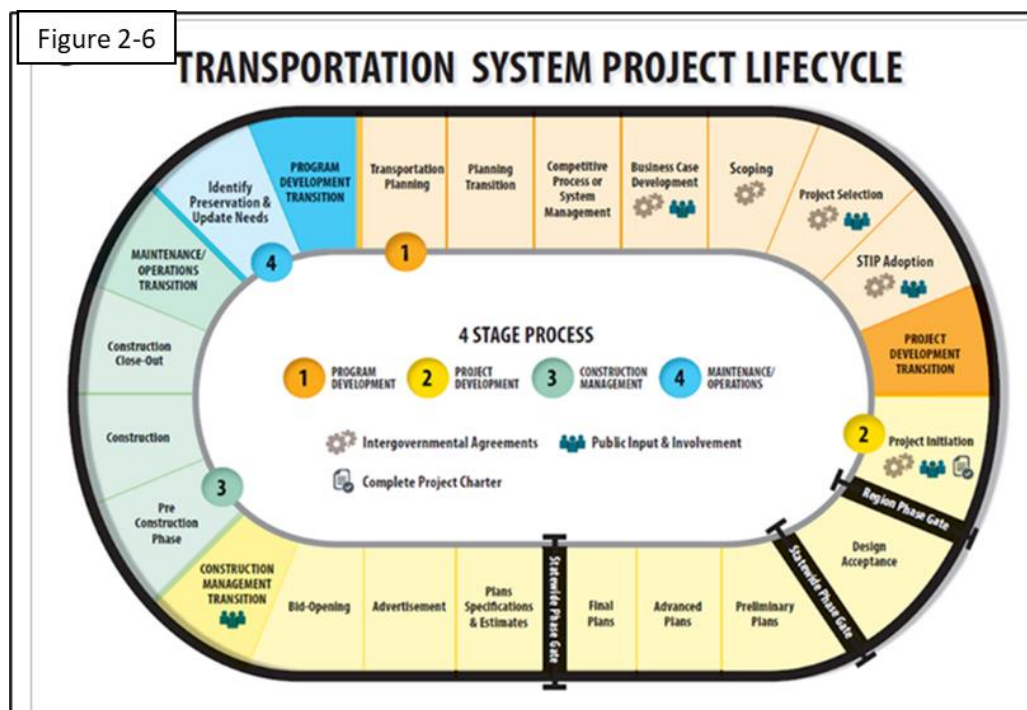 Figure 2-6
TRANSPORTATION SYSTEM PROJECT LIFECYCLE
Transportation
Planning
Planning
Transition
Competitive
Process or
System
Management
Business Case
Development
Scoping
Project Selection
STIP Adoption
PROJECT
DEVELOPMENT
TRANSITION
2
Project Initiation
Region Phase Gate
Design
Acceptance
Statewide Phase Gate
Preliminary
Plans
Advanced
Plans
Final
Plans
Statewide Phase Gate
Plans
Specifications
& Estimates
Advertisement
Bid-Opening
CONSTRUCTION
MANAGEMENT
TRANSITION
3
Pre
Construction
Phase
Construction
Construction
Close-Out
MAINTENANCE/
OPERATIONS
TRANSITION
4
Identify
Preservation &
Update Needs
PROGRAM
DEVELOPMENT
TRANSITION
1
4 STAGE PROCESS
1 PROGRAM
DEVELOPMENT
2 PROJECT
DEVELOPMENT
3 CONSTRUCTION
MANAGEMENT
4 MAINTENANCE/
OPERATIONS
Intergovernmental Agreements
Public Input & Involvement
Complete Project Charter